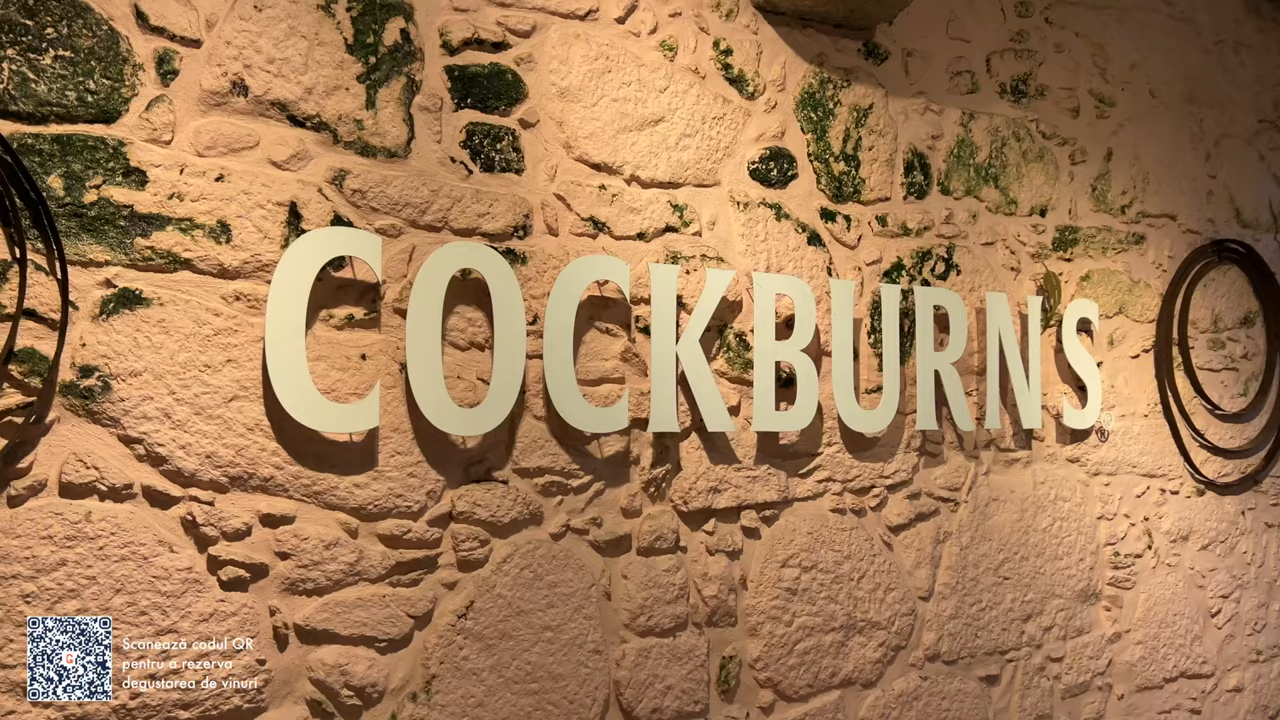 COCKBURNS
®
Scanează codul QR
pentru a rezerva
degustarea de vinuri